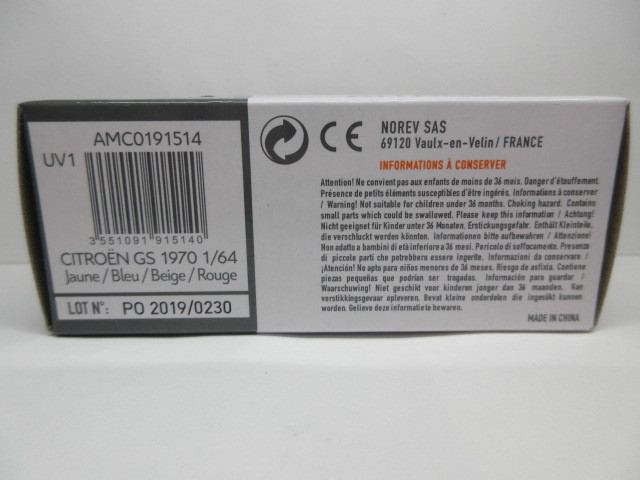 AMC0191514
UV1
3 551091 915140
CITROËN GS 1970 1/64
Jaune / Bleu / Beige / Rouge
LOT N°: PO 2019/0230
CE
NOREV SAS
69120 Vaulx-en-Velin / FRANCE
INFORMATIONS À CONSERVER
Attention! Ne convient pas aux enfants de moins de 36 mois. Danger d'étouffement.
Présence de petits éléments susceptibles d'être ingérés. Informations à conserver
/ Warning! Not suitable for children under 36 months. Choking hazard. Contains
small parts which could be swallowed. Please keep this information / Achtung!
Nicht geeignet für Kinder unter 36 Monaten. Erstickungsgefahr. Enthält Kleinteile,
die verschluckt werden könnten. Informationen bitte aufbewahren / Attenzione!
Non adatto a bambini di età inferiore a 36 mesi. Pericolo di soffocamento. Presenza
di piccole parti che potrebbero essere ingerite. Informazioni da conservare /
¡Atención! No apto para niños menores de 36 meses. Riesgo de asfixia. Contiene
piezas pequeñas que podrían ser tragadas. Información para guardar /
Waarschuwing! Niet geschikt voor kinderen jonger dan 36 maanden. Kan
verstikkingsgevaar opleveren. Bevat kleine onderdelen die ingeslikt kunnen
worden. Gelieve deze informatie te bewaren.
MADE IN CHINA